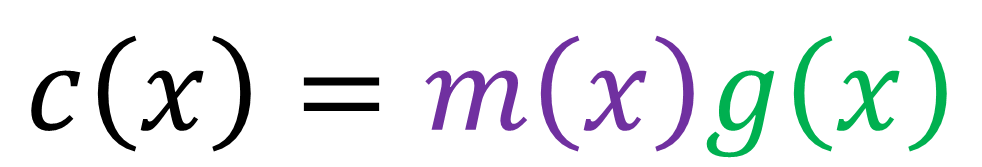 c(x) = m(x)g(x)